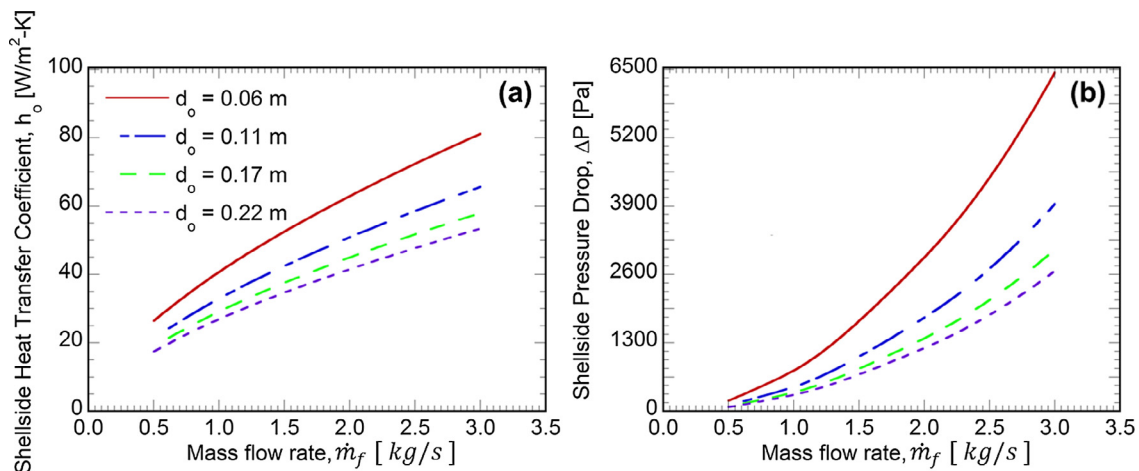 Shellside Heat Transfer Coefficient, h_o [W/m²-K]
100
80
60
40
20
0
(a)
d_o = 0.06 m
d_o = 0.11 m
d_o = 0.17 m
d_o = 0.22 m
0.0 0.5 1.0 1.5 2.0 2.5 3.0 3.5
Mass flow rate, ṁ_f [ kg/s ]
Shellside Pressure Drop, ΔP [Pa]
6500
5200
3900
2600
1300
0
(b)
0.0 0.5 1.0 1.5 2.0 2.5 3.0 3.5
Mass flow rate, ṁ_f [ kg/s ]